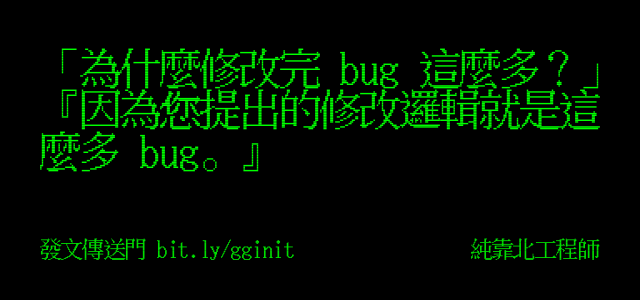 「為什麼修改完 bug 這麼多？」
『因為您提出的修改邏輯就是這
麼多 bug。』
發文傳送門 bit.ly/gginit
純靠北工程師